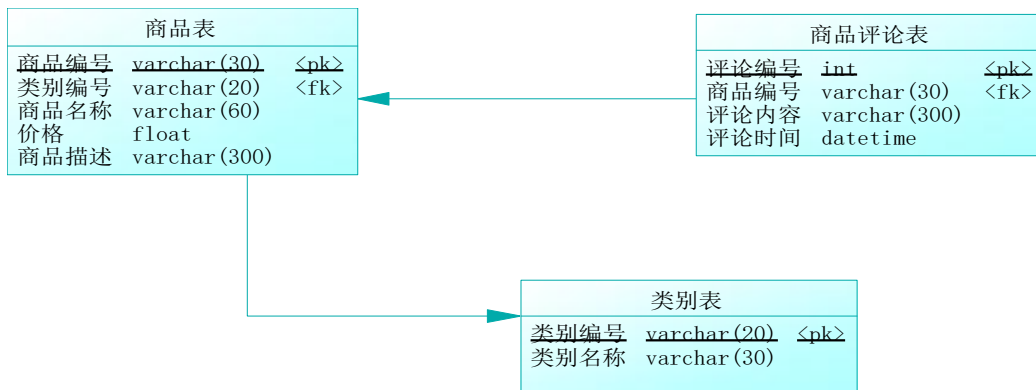 商品表
商品编号 varchar(30) <pk>
类别编号 varchar(20) <fk>
商品名称 varchar(60)
价格 float
商品描述 varchar(300)
商品评论表
评论编号 int <pk>
商品编号 varchar(30) <fk>
评论内容 varchar(300)
评论时间 datetime
类别表
类别编号 varchar(20) <pk>
类别名称 varchar(30)